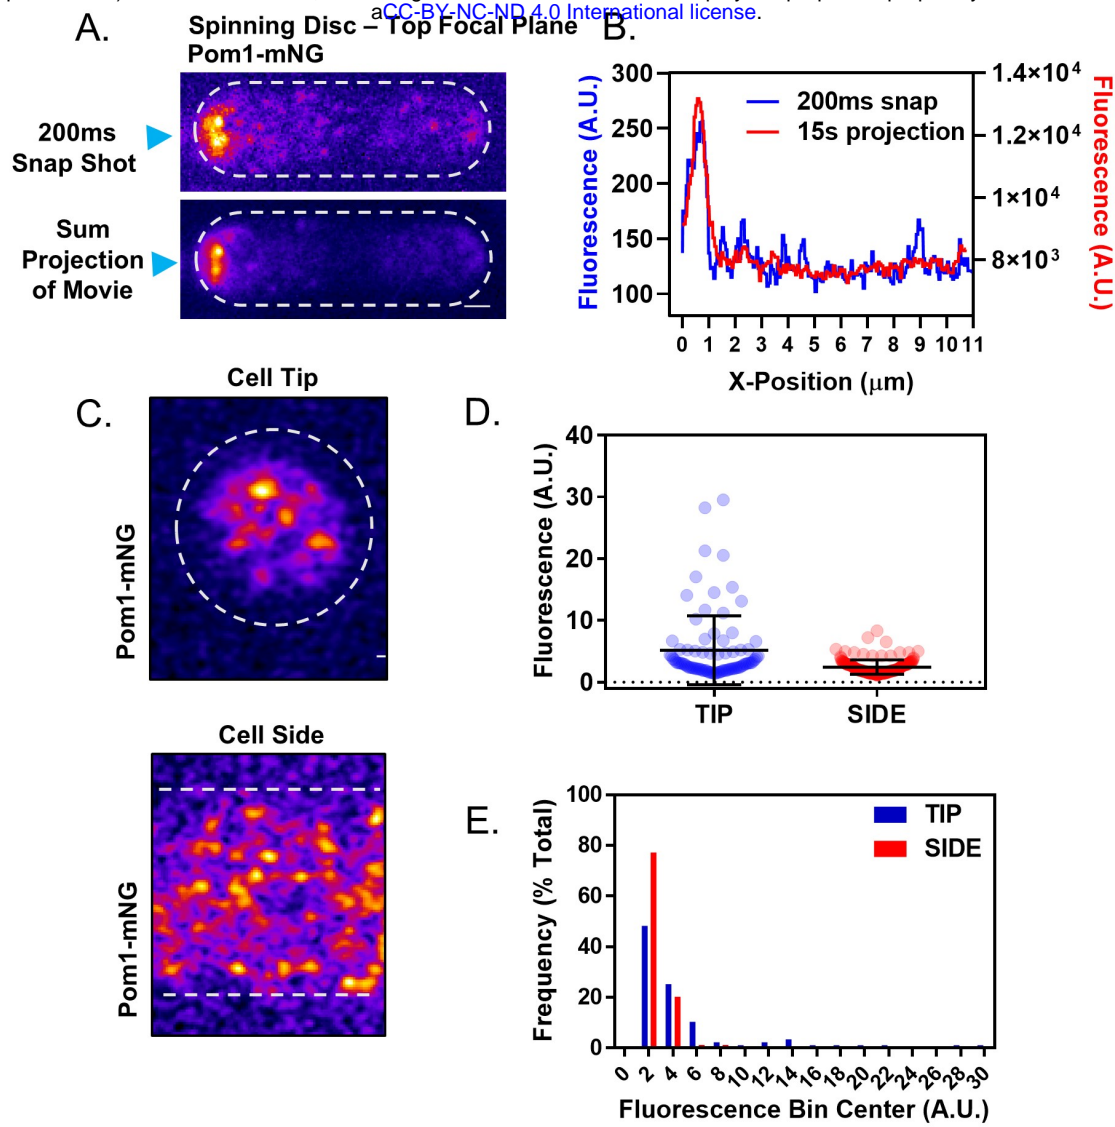 aCC-BY-NC-ND 4.0 International license.
A.
Spinning Disc – Top Focal Plane
Pom1-mNG
200ms
Snap Shot
Sum
Projection
of Movie
B.
Fluorescence (A.U.)
300
250
200
150
100
200ms snap
15s projection
1.4×10⁴
1.2×10⁴
1×10⁴
8×10³
Fluorescence (A.U.)
0 1 2 3 4 5 6 7 8 9 10 11
X-Position (μm)
C.
Cell Tip
Pom1-mNG
Cell Side
Pom1-mNG
D.
Fluorescence (A.U.)
40
30
20
10
0
TIP SIDE
E.
Frequency (% Total)
100
80
60
40
20
0
TIP
SIDE
0 2 4 6 8 10 12 14 16 18 20 22 24 26 28 30
Fluorescence Bin Center (A.U.)